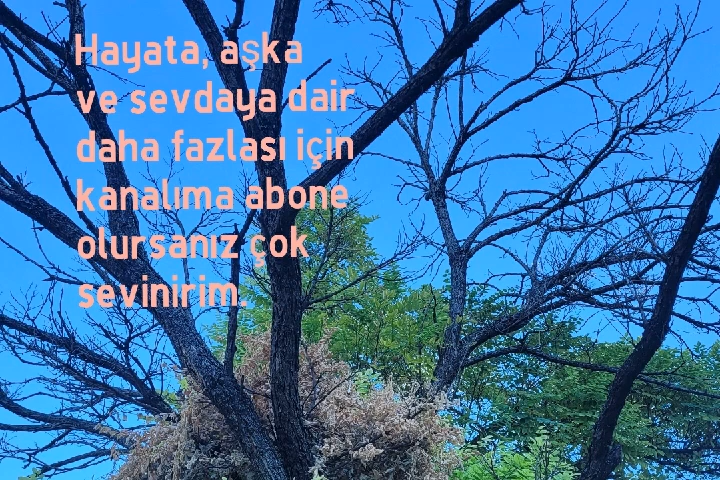 Hayata, aşka
ve sevdaya dair
daha fazlası için
kanalıma abone
olursanız çok
sevinirim.